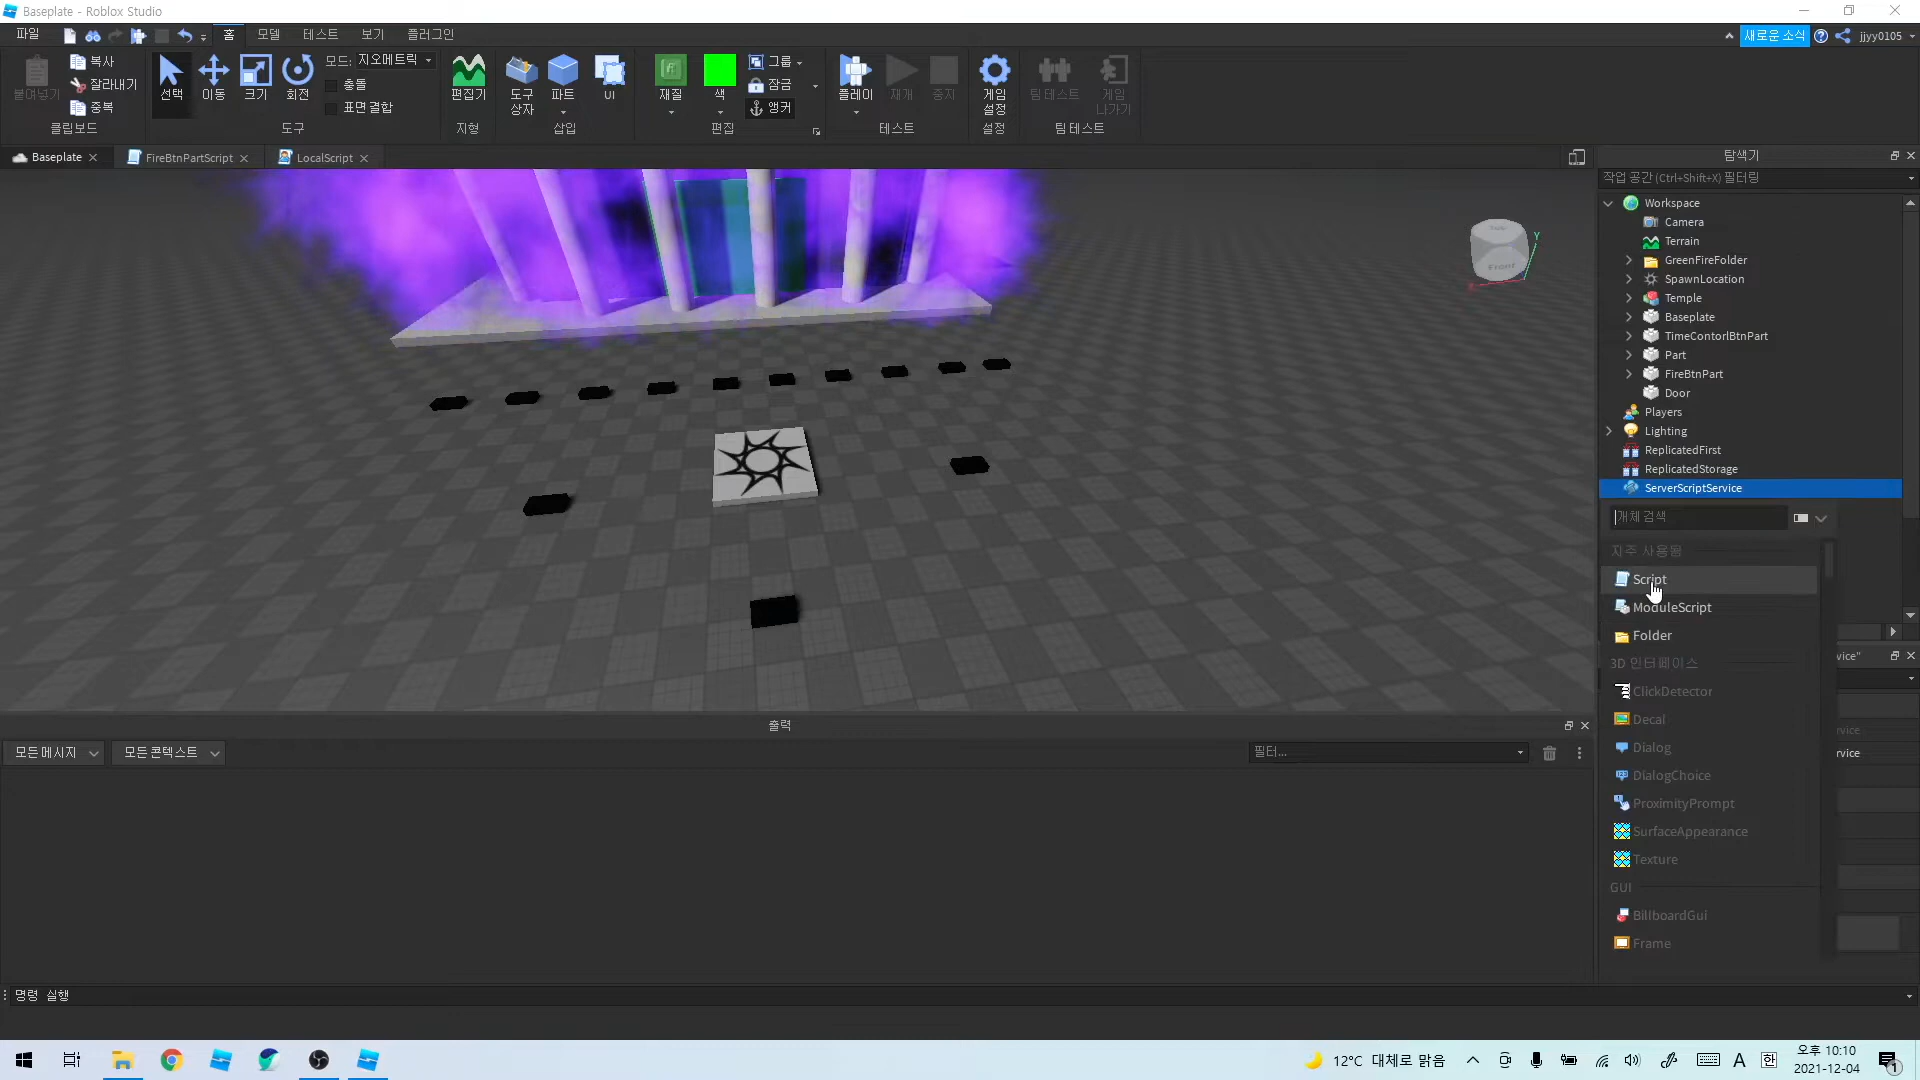 Baseplate - Roblox Studio
파일
홈
모델
테스트
보기
플러그인
새로운 소식
jjyy0105
붙여넣기
복사
잘라내기
중복
클립보드
선택
이동
크기
회전
모드: 지오메트릭
충돌
표면 결합
도구
편집기
지형
도구
상자
파트
UI
삽입
재질
색
그룹
잠금
앵커
편집
플레이
재개
중지
테스트
게임
설정
설정
팀 테스트
게임
나가기
팀 테스트
Baseplate
FireBtnPartScript
LocalScript
탐색기
작업 공간 (Ctrl+Shift+X) 필터링
Workspace
Camera
Terrain
GreenFireFolder
SpawnLocation
Temple
Baseplate
TimeContorlBtnPart
Part
FireBtnPart
Door
Players
Lighting
ReplicatedFirst
ReplicatedStorage
ServerScriptService
개체 검색
자주 사용됨
Script
ModuleScript
Folder
3D 인터페이스
ClickDetector
Decal
Dialog
DialogChoice
ProximityPrompt
SurfaceAppearance
Texture
GUI
BillboardGui
Frame
vice"
rvice
rvice
Front
Y
출력
모든 메시지
모든 콘텍스트
필터...
명령 실행
12°C 대체로 맑음
A
한
오후 10:10
2021-12-04
1